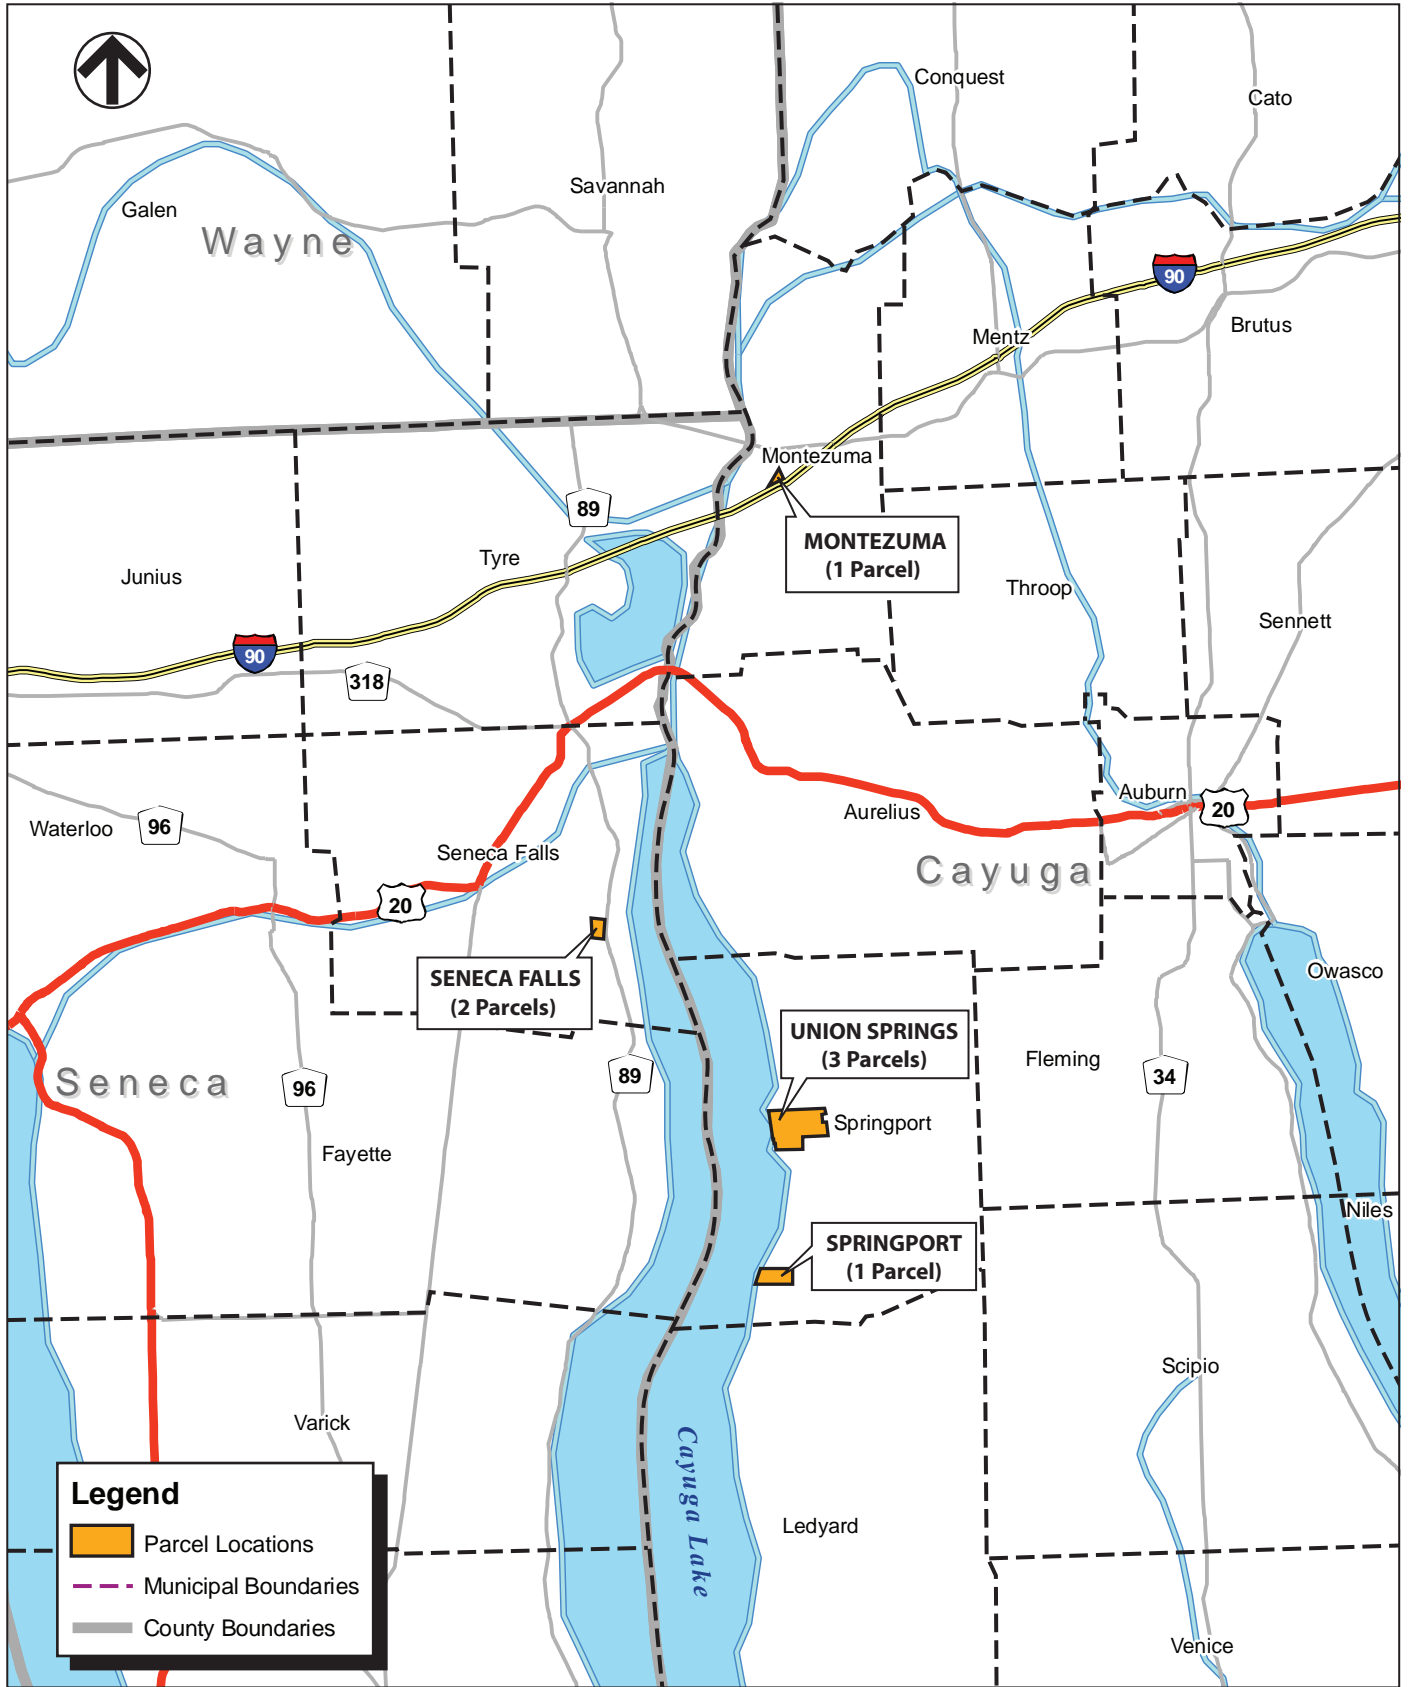 Conquest
Cato
Savannah
Galen
Wayne
90
Brutus
Mentz
Montezuma
89
MONTEZUMA
(1 Parcel)
Tyre
Junius
Throop
Sennett
90
318
Auburn
20
Aurelius
Waterloo
96
Seneca Falls
Cayuga
20
Owasco
SENECA FALLS
(2 Parcels)
UNION SPRINGS
(3 Parcels)
Fleming
34
89
Seneca
96
Springport
Fayette
Niles
SPRINGPORT
(1 Parcel)
Scipio
Varick
Cayuga Lake
Ledyard
Venice
Legend
Parcel Locations
Municipal Boundaries
County Boundaries